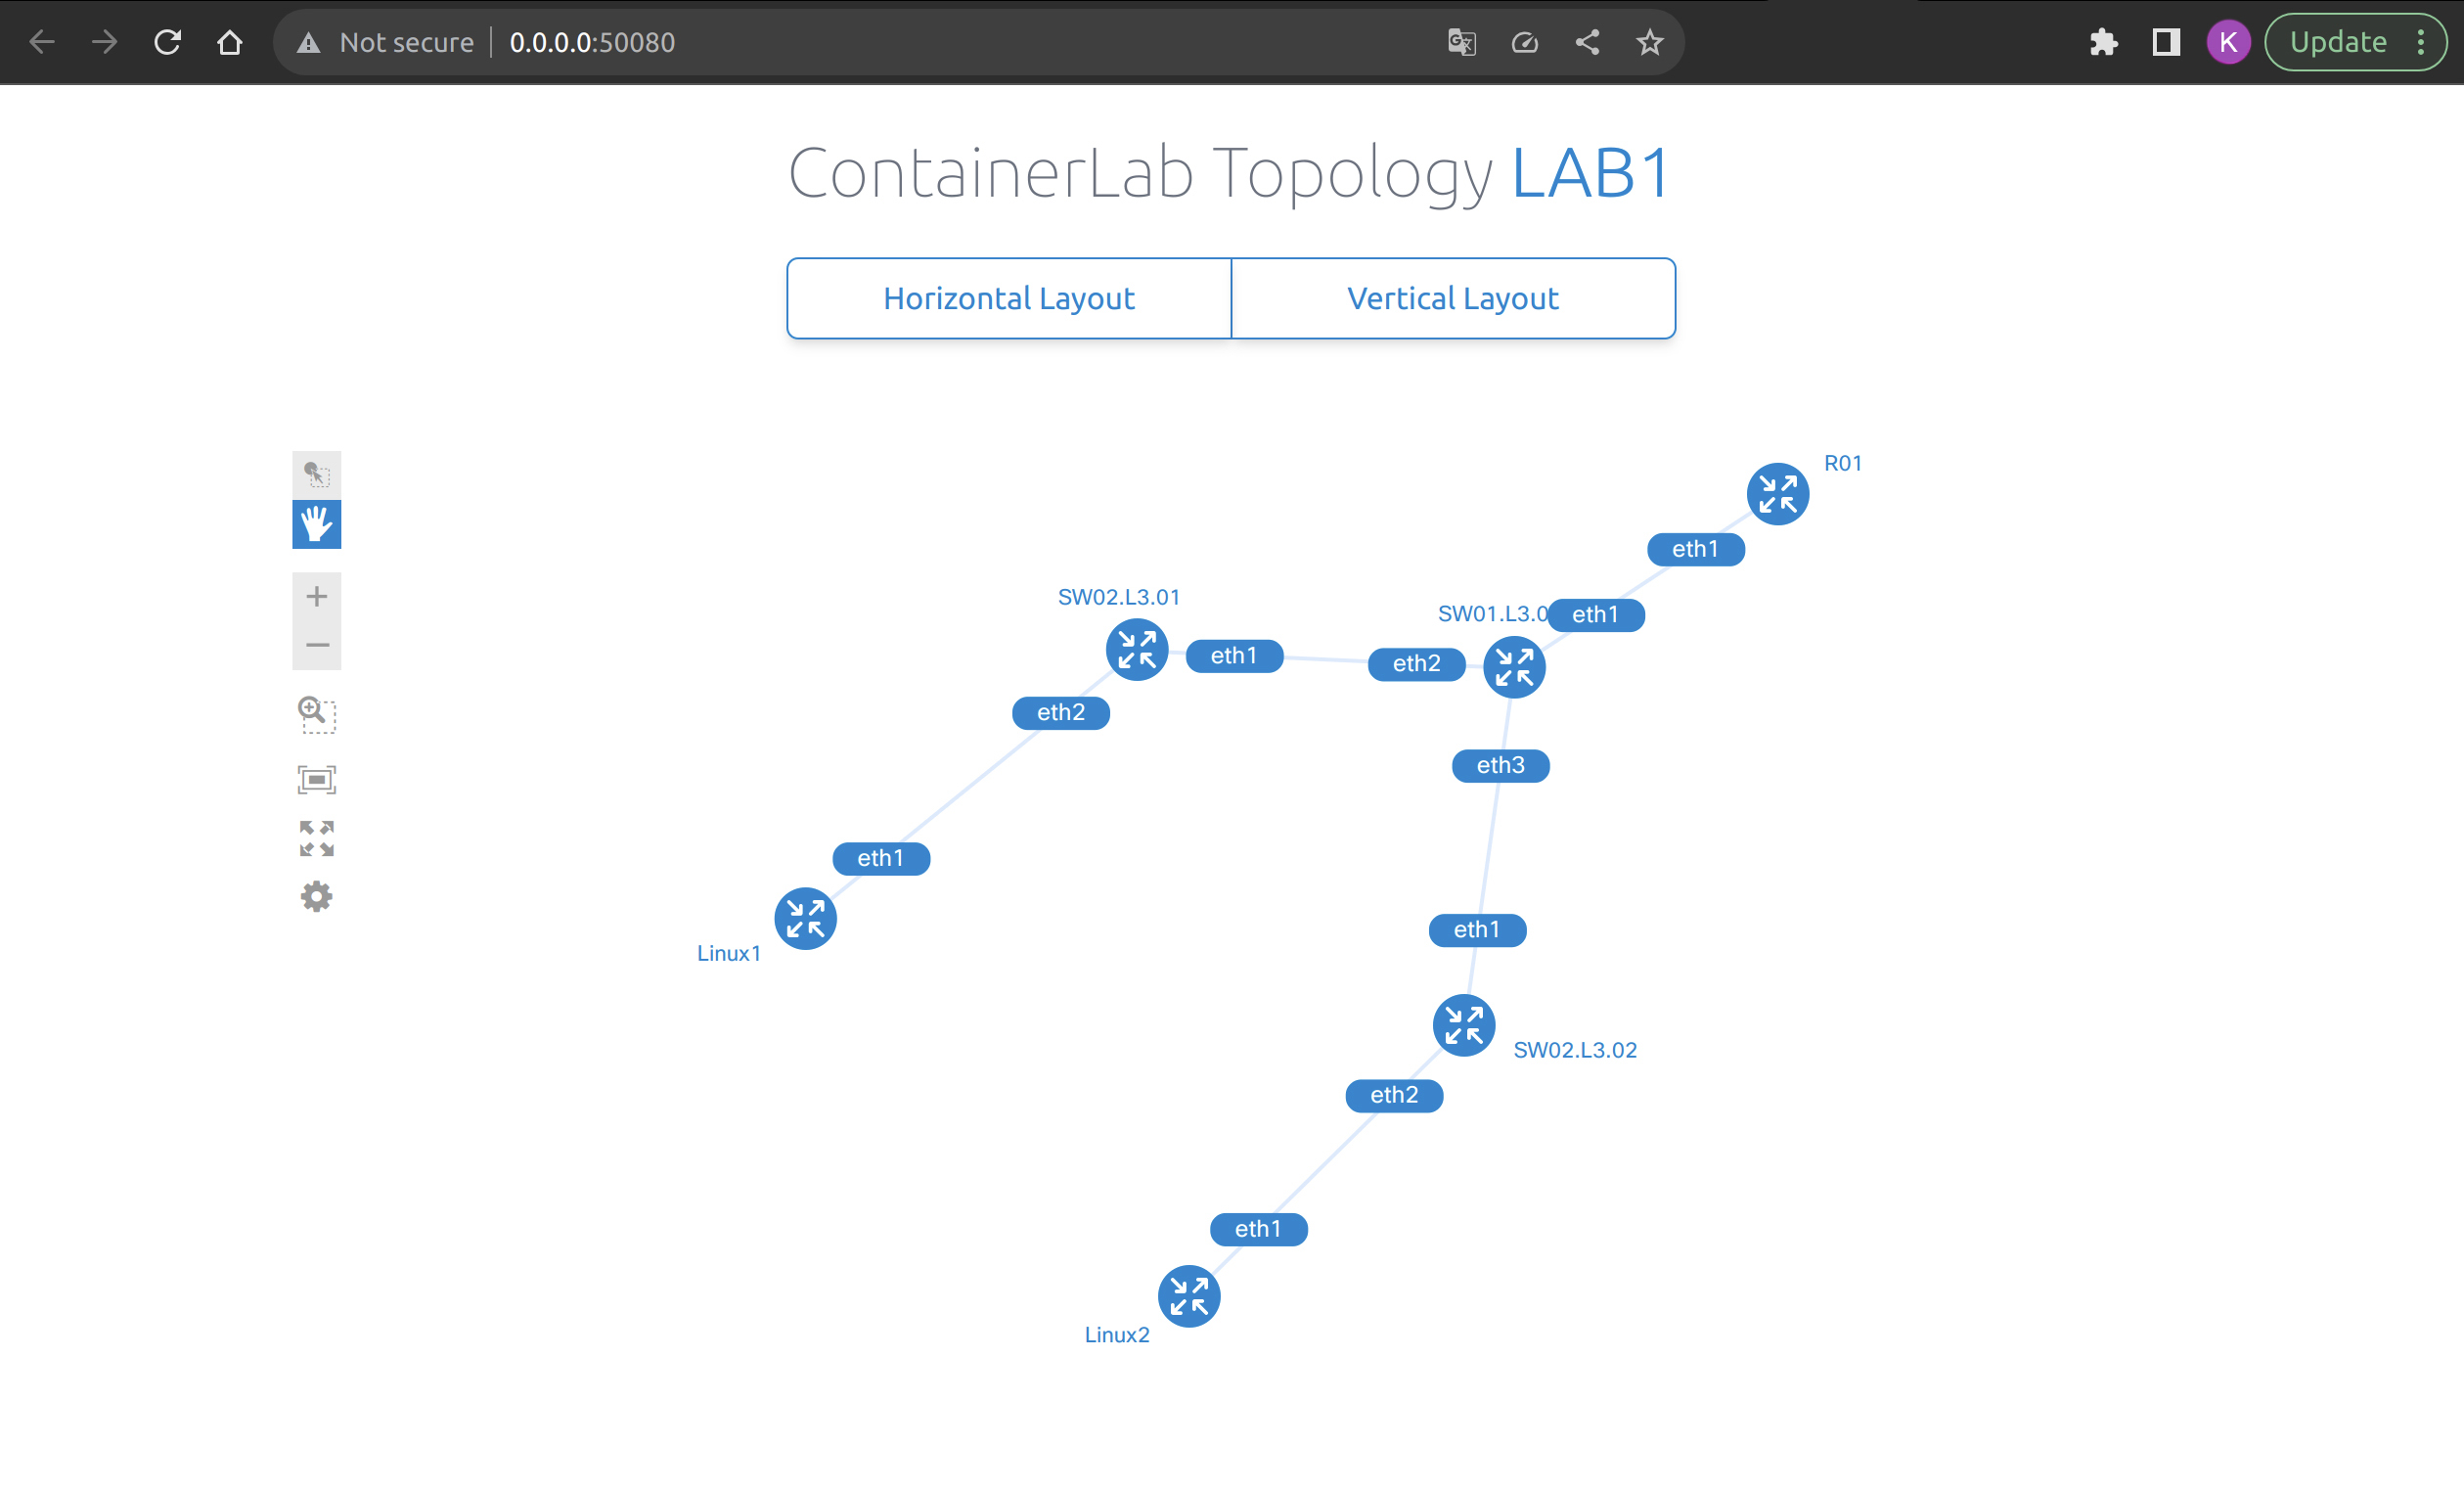 Not secure 0.0.0.0:50080
K
Update
ContainerLab Topology LAB1
Horizontal Layout
Vertical Layout
R01
eth1
SW02.L3.01
SW01.L3.0
eth1
eth1
eth2
eth2
eth3
eth1
eth1
Linux1
SW02.L3.02
eth2
eth1
Linux2